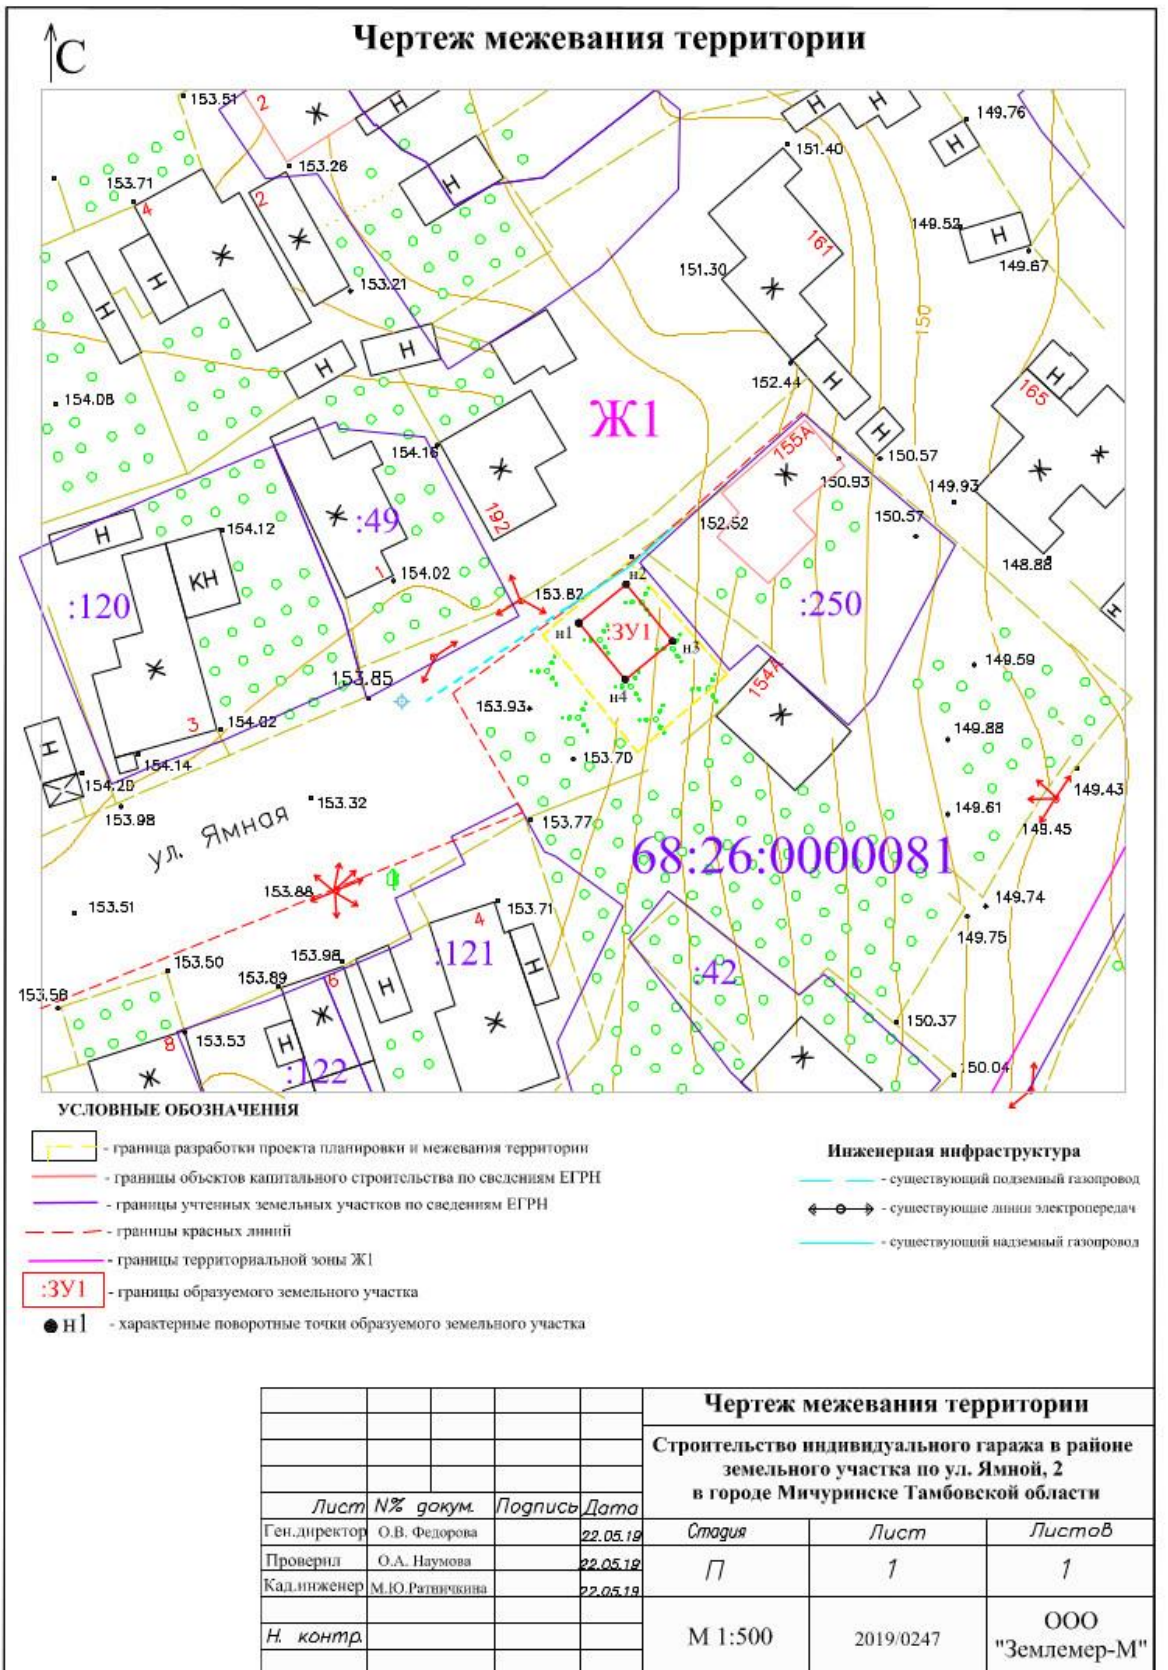 Чертеж межевания территории
С
153.51
2
Ж
Н
Н
Ж
Н
149.76
151.40
153.26
153.71
4
2
Н
Н
161
149.52
Н
149.67
Ж
Ж
Н
Н
153.21
151.30
Ж
150
Н
Н
152.44
Н
Н
165
154.08
Ж1
155А
Н
150.57
Ж
Ж
154.16
Ж
Ж
150.93
149.93
192
154.12
Н
:49
Ж
152.52
150.57
148.88
КН
1
154.02
153.82
н2
:120
н1
:ЗУ1
н3
:250
Н
Ж
153.85
н4
154А
149.59
153.93
Ж
3
154.02
149.88
Н
154.14
153.70
149.43
154.20
153.98
153.32
153.77
149.61
149.45
ул. Ямная
68:26:0000081
153.88
153.51
4
153.71
149.74
149.75
153.98
:121
Н
:42
153.50
153.89
6
Н
153.56
Ж
Ж
150.37
8
153.53
Н
Ж
Ж
:122
150.04
УСЛОВНЫЕ ОБОЗНАЧЕНИЯ
- граница разработки проекта планировки и межевания территории
- границы объектов капитального строительства по сведениям ЕГРН
- границы учтенных земельных участков по сведениям ЕГРН
- границы красных линий
- границы территориальной зоны Ж1
:ЗУ1 - границы образуемого земельного участка
н1 - характерные поворотные точки образуемого земельного участка
Инженерная инфраструктура
- существующий подземный газопровод
- существующие линии электропередач
- существующий надземный газопровод
Чертеж межевания территории
Строительство индивидуального гаража в районе
земельного участка по ул. Ямной, 2
в городе Мичуринске Тамбовской области
Лист N% докум. Подпись Дата
Ген.директор О.В. Федорова 22.05.19
Стадия Лист Листов
Проверил О.А. Наумова 22.05.19
П 1 1
Кад.инженер М.Ю.Ратничкина 22.05.19
Н. контр.
М 1:500 2019/0247 ООО
"Землемер-М"